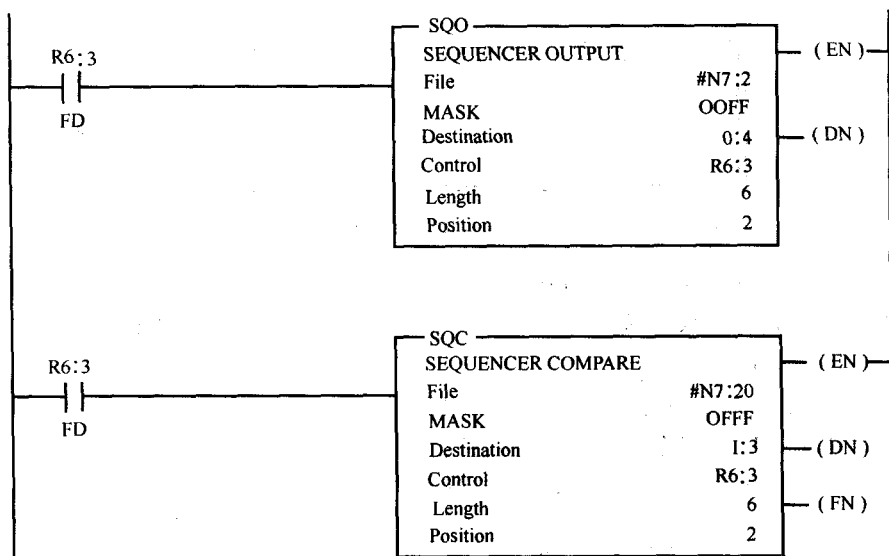 SQO
R6:3
SEQUENCER OUTPUT
( EN )
File #N7:2
FD
MASK OOFF
Destination 0:4
( DN )
Control R6:3
Length 6
Position 2
SQC
R6:3
SEQUENCER COMPARE
( EN )
File #N7:20
FD
MASK OFFF
Destination I:3
( DN )
Control R6:3
Length 6
( FN )
Position 2